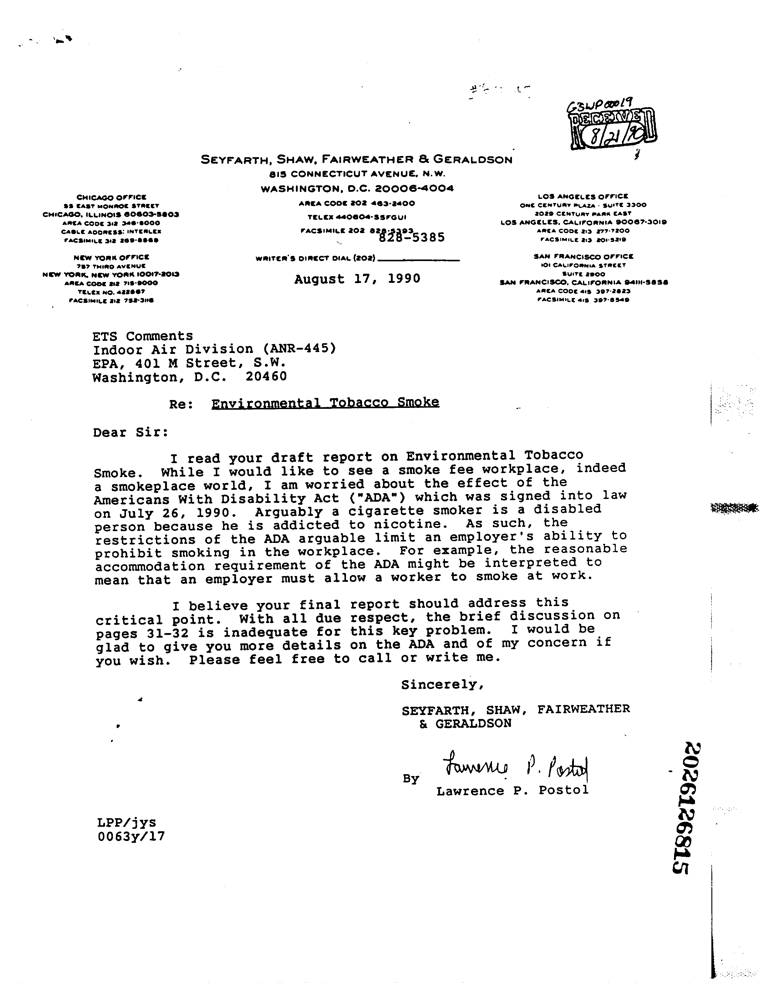 GSWP00019
RECEIVED
8/21/90
SEYFARTH, SHAW, FAIRWEATHER & GERALDSON
815 CONNECTICUT AVENUE, N.W.
WASHINGTON, D.C. 20006-4004
AREA CODE 202 463-2400
TELEX 440604-SSFGUI
FACSIMILE 202 828-5393
828-5385
WRITER'S DIRECT DIAL (202)
CHICAGO OFFICE
55 EAST MONROE STREET
CHICAGO, ILLINOIS 60603-5803
AREA CODE 312 346-8000
CABLE ADDRESS: INTERLEX
FACSIMILE 312 269-8869
NEW YORK OFFICE
757 THIRD AVENUE
NEW YORK, NEW YORK 10017-2013
AREA CODE 212 715-9000
TELEX NO. 422667
FACSIMILE 212 752-3116
LOS ANGELES OFFICE
ONE CENTURY PLAZA - SUITE 3300
2029 CENTURY PARK EAST
LOS ANGELES, CALIFORNIA 90067-3019
AREA CODE 213 277-7200
FACSIMILE 213 201-5219
SAN FRANCISCO OFFICE
101 CALIFORNIA STREET
SUITE 2900
SAN FRANCISCO, CALIFORNIA 94111-5858
AREA CODE 415 397-2823
FACSIMILE 415 397-8549
August 17, 1990
ETS Comments
Indoor Air Division (ANR-445)
EPA, 401 M Street, S.W.
Washington, D.C. 20460
Re: Environmental Tobacco Smoke
Dear Sir:
I read your draft report on Environmental Tobacco
Smoke. While I would like to see a smoke fee workplace, indeed
a smokeplace world, I am worried about the effect of the
Americans With Disability Act ("ADA") which was signed into law
on July 26, 1990. Arguably a cigarette smoker is a disabled
person because he is addicted to nicotine. As such, the
restrictions of the ADA arguable limit an employer's ability to
prohibit smoking in the workplace. For example, the reasonable
accommodation requirement of the ADA might be interpreted to
mean that an employer must allow a worker to smoke at work.
I believe your final report should address this
critical point. With all due respect, the brief discussion on
pages 31-32 is inadequate for this key problem. I would be
glad to give you more details on the ADA and of my concern if
you wish. Please feel free to call or write me.
Sincerely,
SEYFARTH, SHAW, FAIRWEATHER
& GERALDSON
By Lawrence P. Postol
Lawrence P. Postol
LPP/jys
0063y/17
2026126815